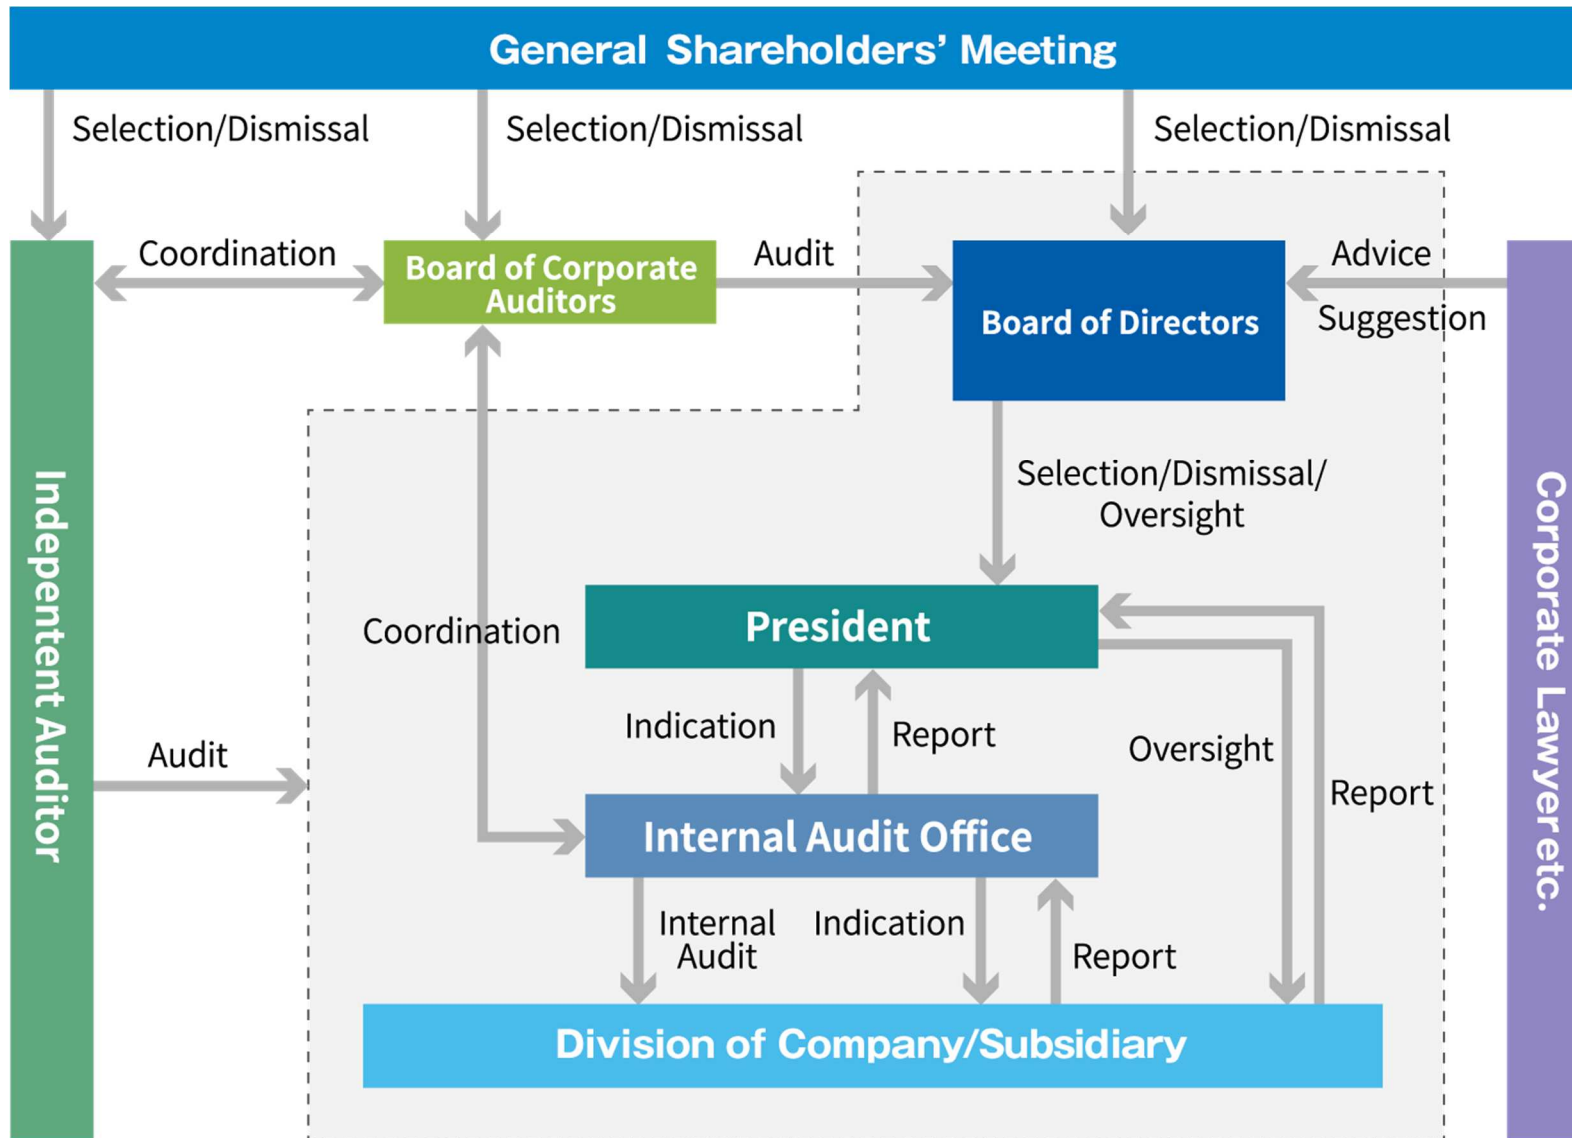 General Shareholders' Meeting
Selection/Dismissal
Selection/Dismissal
Selection/Dismissal
Coordination
Board of Corporate
Auditors
Audit
Board of Directors
Advice
Suggestion
Selection/Dismissal/
Oversight
Indepentent Auditor
Corporate Lawyer etc.
Coordination
President
Indication
Report
Oversight
Audit
Report
Internal Audit Office
Internal
Audit
Indication
Report
Division of Company/Subsidiary